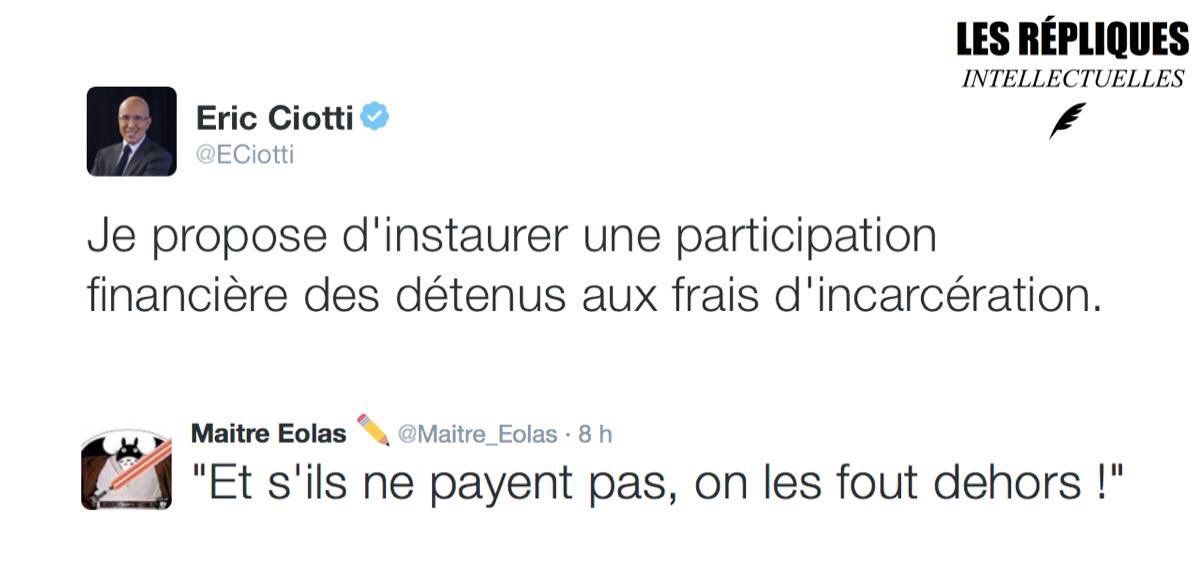 LES RÉPLIQUES
INTELLECTUELLES
Eric Ciotti
@ECiotti
Je propose d'instaurer une participation
financière des détenus aux frais d'incarcération.
Maitre Eolas @Maitre_Eolas · 8 h
"Et s'ils ne payent pas, on les fout dehors !"